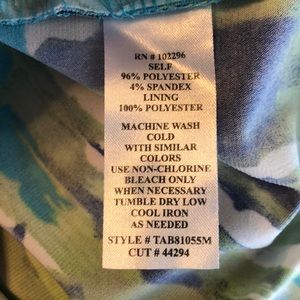 RN # 102296
SELF
96% POLYESTER
4% SPANDEX
LINING
100% POLYESTER
MACHINE WASH
COLD
WITH SIMILAR
COLORS
USE NON-CHLORINE
BLEACH ONLY
WHEN NECESSARY
TUMBLE DRY LOW
COOL IRON
AS NEEDED
STYLE # TAB81055M
CUT # 44294